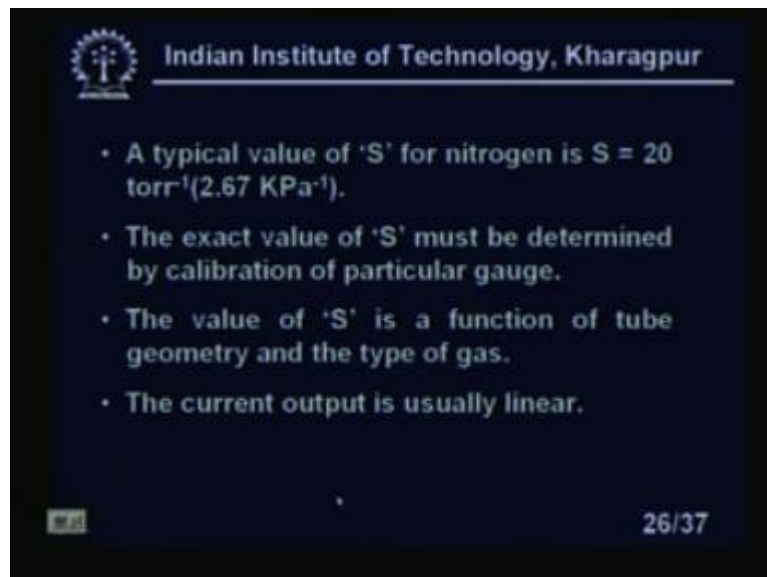 Indian Institute of Technology, Kharagpur
• A typical value of 'S' for nitrogen is S = 20
torr⁻¹(2.67 KPa⁻¹).
• The exact value of 'S' must be determined
by calibration of particular gauge.
• The value of 'S' is a function of tube
geometry and the type of gas.
• The current output is usually linear.
26/37